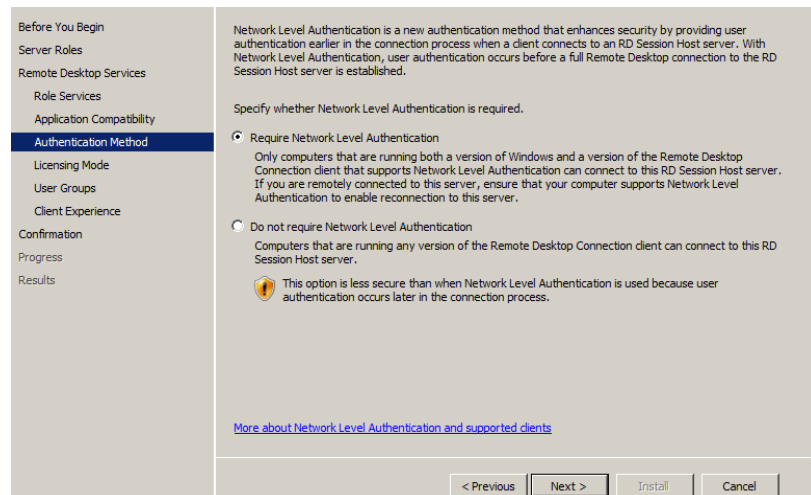 Before You Begin
Server Roles
Remote Desktop Services
Role Services
Application Compatibility
Authentication Method
Licensing Mode
User Groups
Client Experience
Confirmation
Progress
Results
Network Level Authentication is a new authentication method that enhances security by providing user
authentication earlier in the connection process when a client connects to an RD Session Host server. With
Network Level Authentication, user authentication occurs before a full Remote Desktop connection to the RD
Session Host server is established.
Specify whether Network Level Authentication is required.
Require Network Level Authentication
Only computers that are running both a version of Windows and a version of the Remote Desktop
Connection client that supports Network Level Authentication can connect to this RD Session Host server.
If you are remotely connected to this server, ensure that your computer supports Network Level
Authentication to enable reconnection to this server.
Do not require Network Level Authentication
Computers that are running any version of the Remote Desktop Connection client can connect to this RD
Session Host server.
This option is less secure than when Network Level Authentication is used because user
authentication occurs later in the connection process.
More about Network Level Authentication and supported clients
< Previous Next > Install Cancel